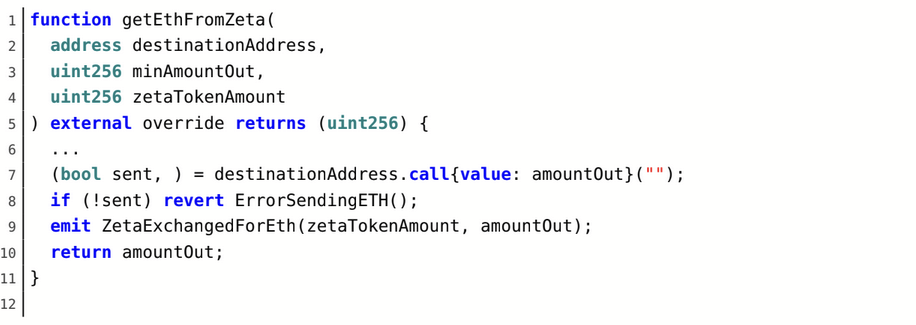 1 function getEthFromZeta(
2   address destinationAddress,
3   uint256 minAmountOut,
4   uint256 zetaTokenAmount
5 ) external override returns (uint256) {
6   ...
7   (bool sent, ) = destinationAddress.call{value: amountOut}("");
8   if (!sent) revert ErrorSendingETH();
9   emit ZetaExchangedForEth(zetaTokenAmount, amountOut);
10   return amountOut;
11 }
12